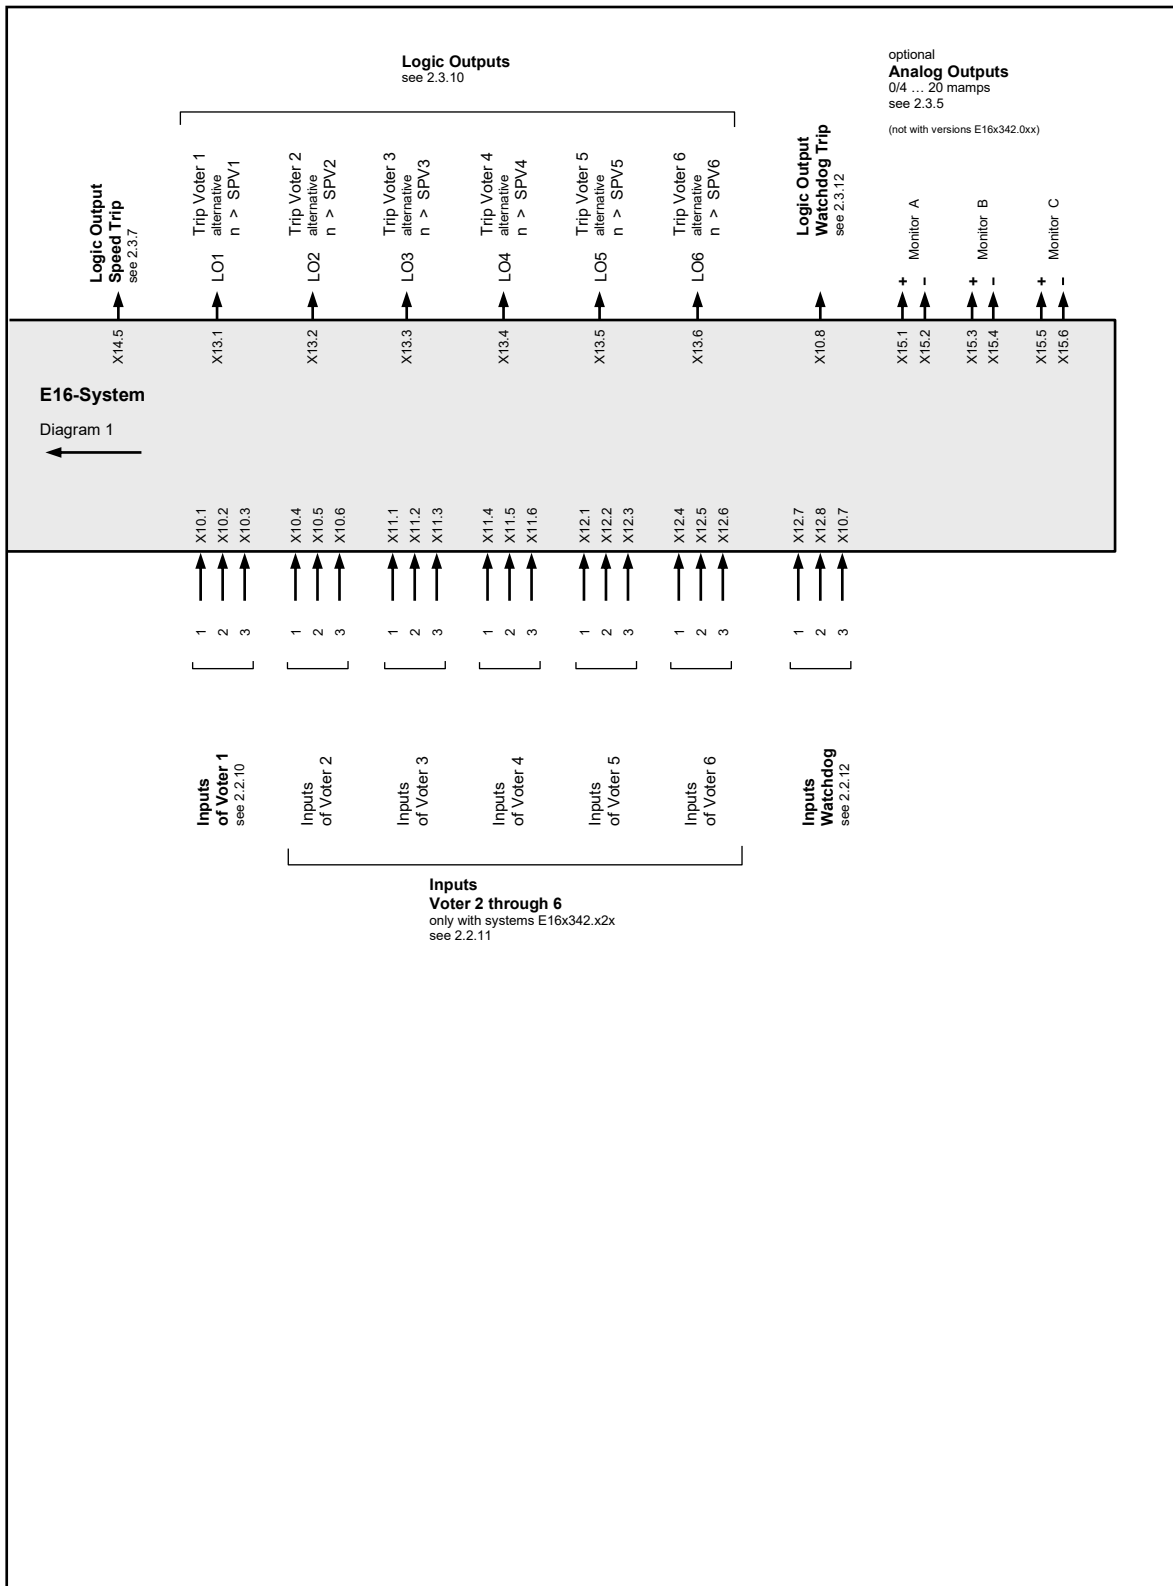 Logic Outputs
see 2.3.10
optional
Analog Outputs
0/4 … 20 mamps
see 2.3.5
(not with versions E16x342.0xx)
Logic Output
Speed Trip
see 2.3.7
Trip Voter 1
alternative
n > SPV1
Trip Voter 2
alternative
n > SPV2
Trip Voter 3
alternative
n > SPV3
Trip Voter 4
alternative
n > SPV4
Trip Voter 5
alternative
n > SPV5
Trip Voter 6
alternative
n > SPV6
Logic Output
Watchdog Trip
see 2.3.12
Monitor A
Monitor B
Monitor C
LO1
LO2
LO3
LO4
LO5
LO6
+
–
+
–
+
–
X14.5
X13.1
X13.2
X13.3
X13.4
X13.5
X13.6
X10.8
X15.1
X15.2
X15.3
X15.4
X15.5
X15.6
E16-System
Diagram 1
X10.1
X10.2
X10.3
X10.4
X10.5
X10.6
X11.1
X11.2
X11.3
X11.4
X11.5
X11.6
X12.1
X12.2
X12.3
X12.4
X12.5
X12.6
X12.7
X12.8
X10.7
1
2
3
1
2
3
1
2
3
1
2
3
1
2
3
1
2
3
1
2
3
Inputs
of Voter 1
see 2.2.10
Inputs
of Voter 2
Inputs
of Voter 3
Inputs
of Voter 4
Inputs
of Voter 5
Inputs
of Voter 6
Inputs
Watchdog
see 2.2.12
Inputs
Voter 2 through 6
only with systems E16x342.x2x
see 2.2.11